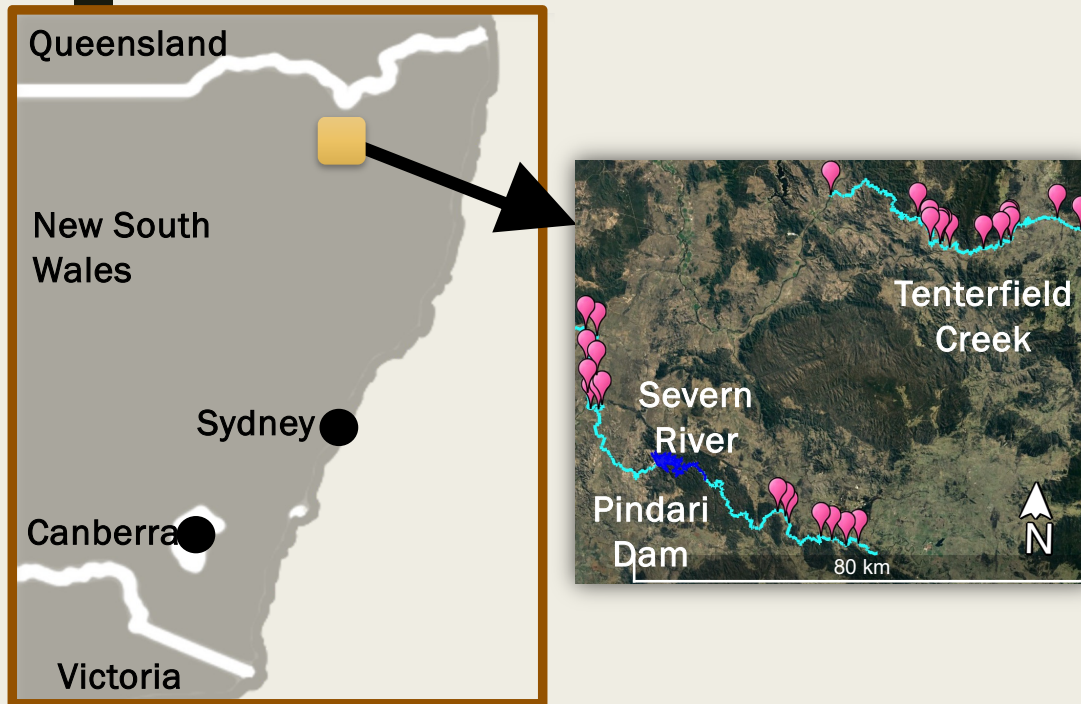 Queensland
New South
Wales
Sydney
Canberra
Victoria
Tenterfield
Creek
Severn
River
Pindari
Dam
N
80 km